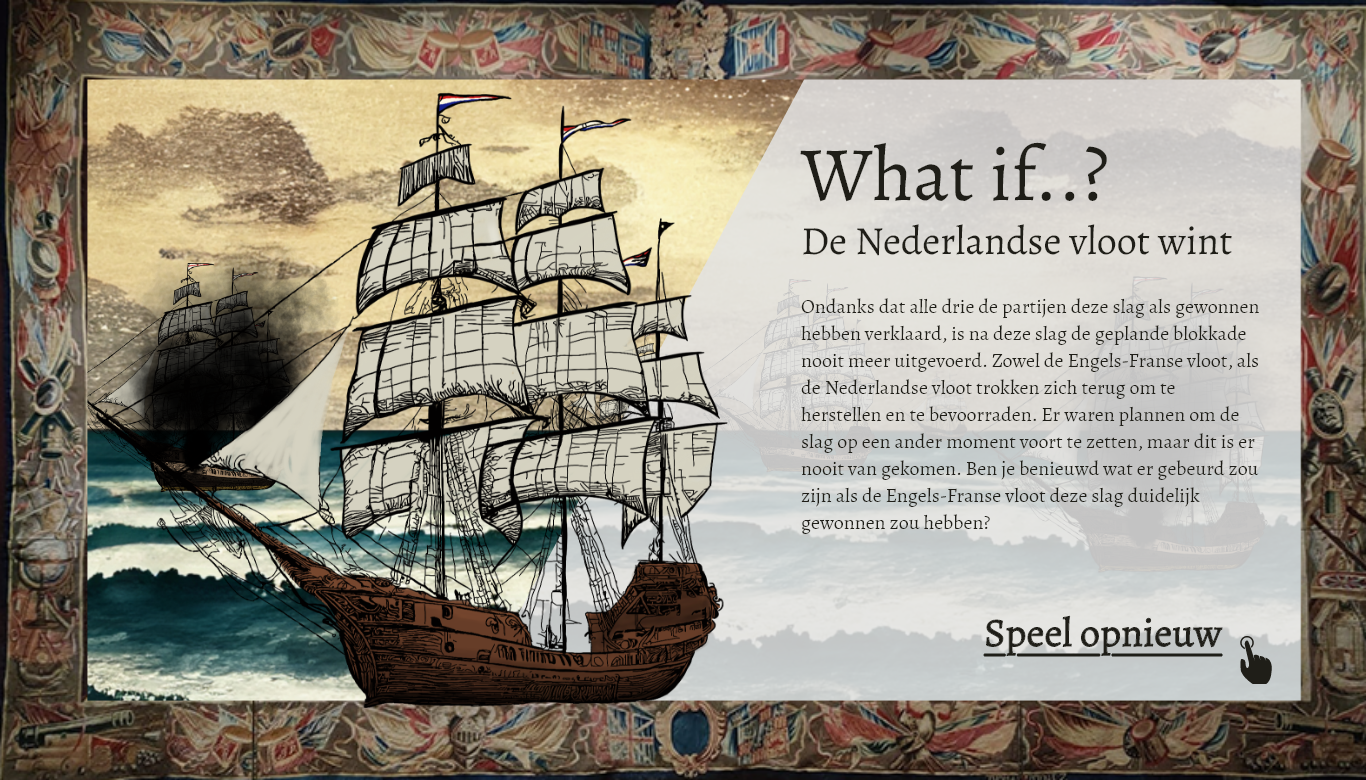 What if..?
De Nederlandse vloot wint
Ondanks dat alle drie de partijen deze slag als gewonnen
hebben verklaard, is na deze slag de geplande blokkade
nooit meer uitgevoerd. Zowel de Engels-Franse vloot, als
de Nederlandse vloot trokken zich terug om te
herstellen en te bevoorraden. Er waren plannen om de
slag op een ander moment voort te zetten, maar dit is er
nooit van gekomen. Ben je benieuwd wat er gebeurd zou
zijn als de Engels-Franse vloot deze slag duidelijk
gewonnen zou hebben?
Speel opnieuw